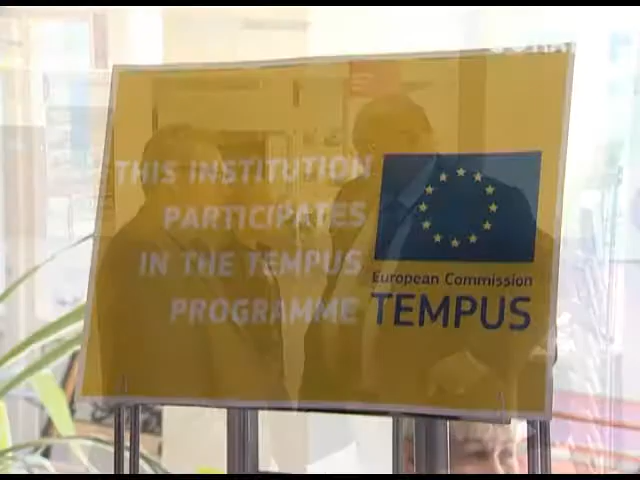 THIS INSTITUTION
PARTICIPATES
IN THE TEMPUS
PROGRAMME
European Commission
TEMPUS